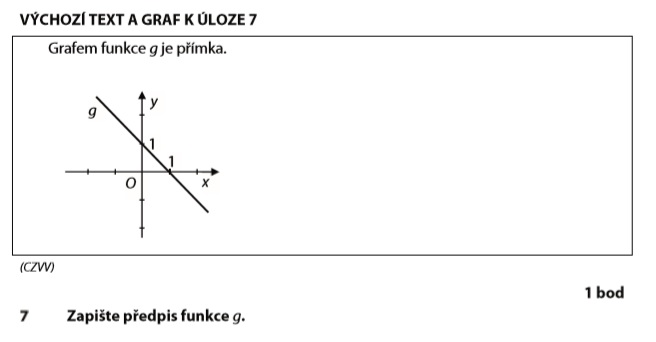 VÝCHOZÍ TEXT A GRAF K ÚLOZE 7
Grafem funkce g je přímka.
g
y
1
1
O
x
(CZVV)
1 bod
7 Zapište předpis funkce g.